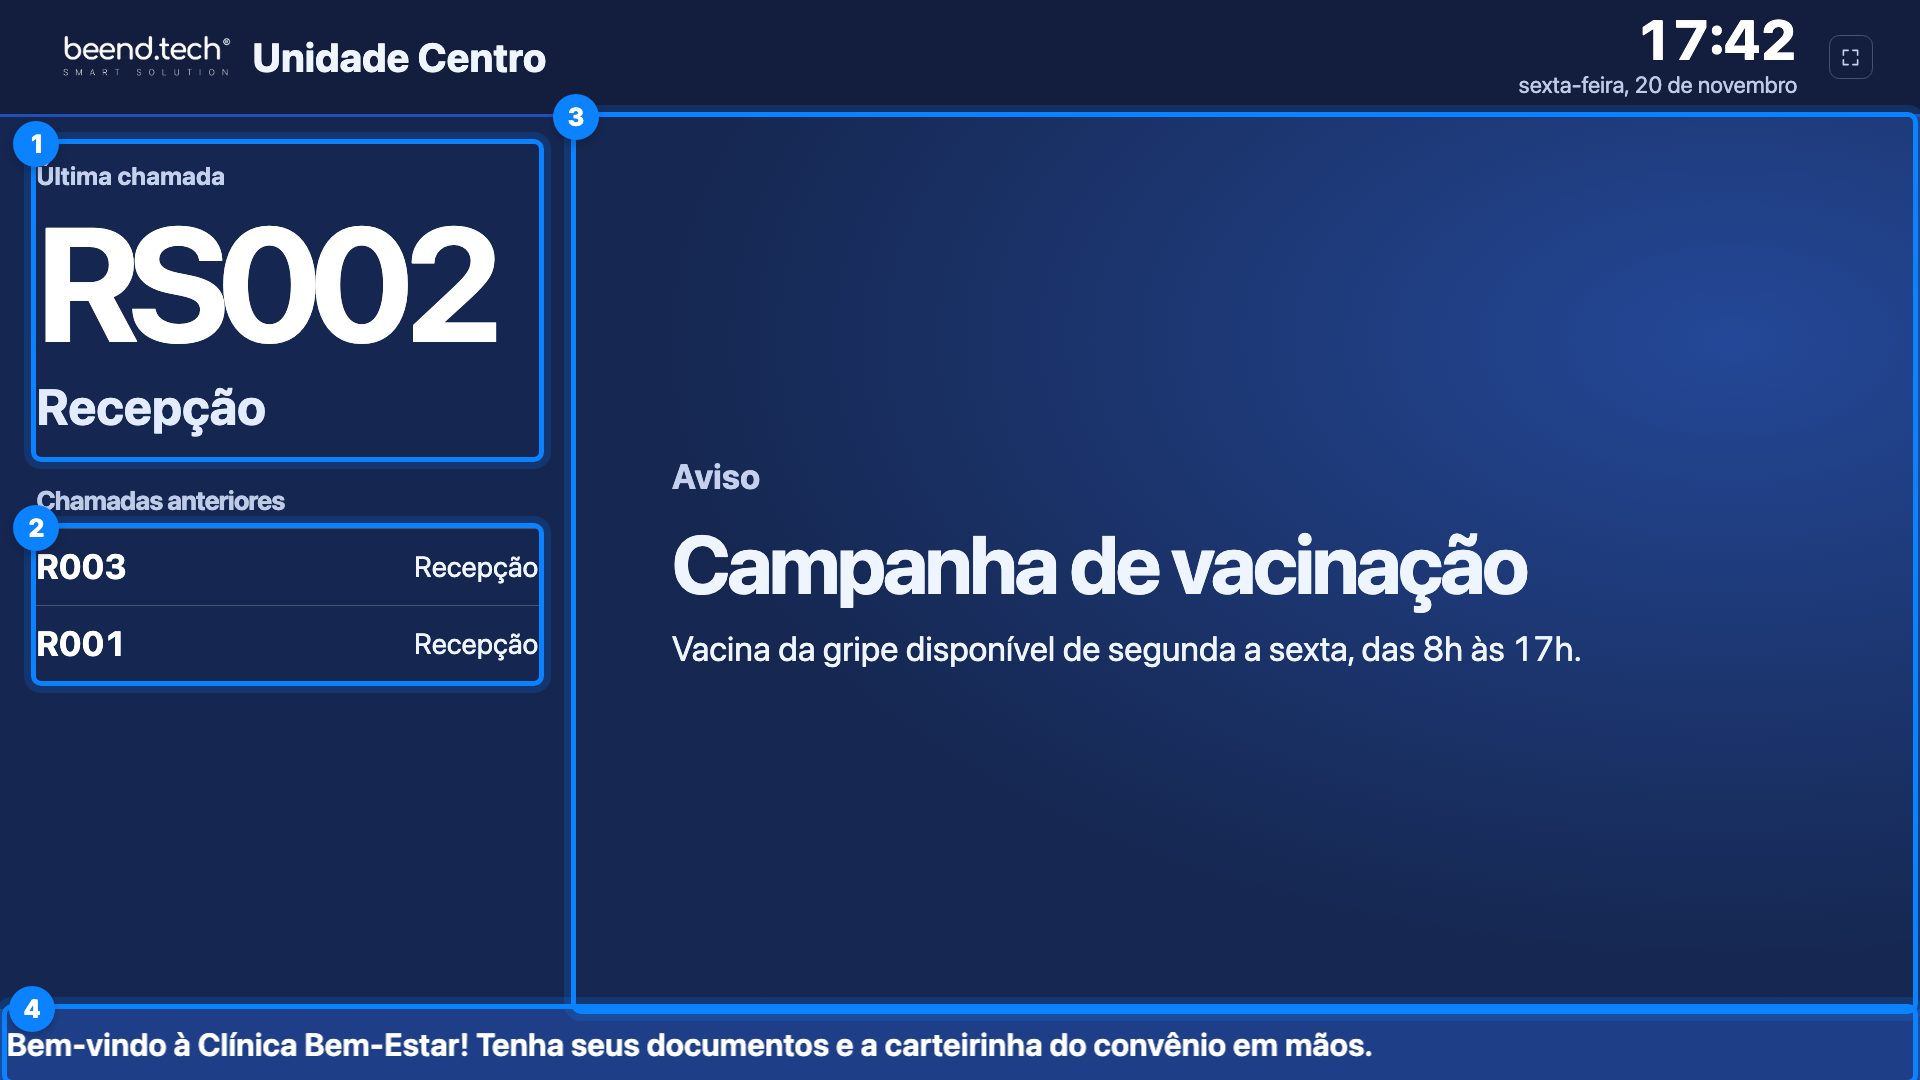 beend.tech®
SMART SOLUTION
Unidade Centro
17:42
sexta-feira, 20 de novembro
1
Última chamada
RS002
Recepção
Chamadas anteriores
2
R003 Recepção
R001 Recepção
3
Aviso
Campanha de vacinação
Vacina da gripe disponível de segunda a sexta, das 8h às 17h.
4
Bem-vindo à Clínica Bem-Estar! Tenha seus documentos e a carteirinha do convênio em mãos.